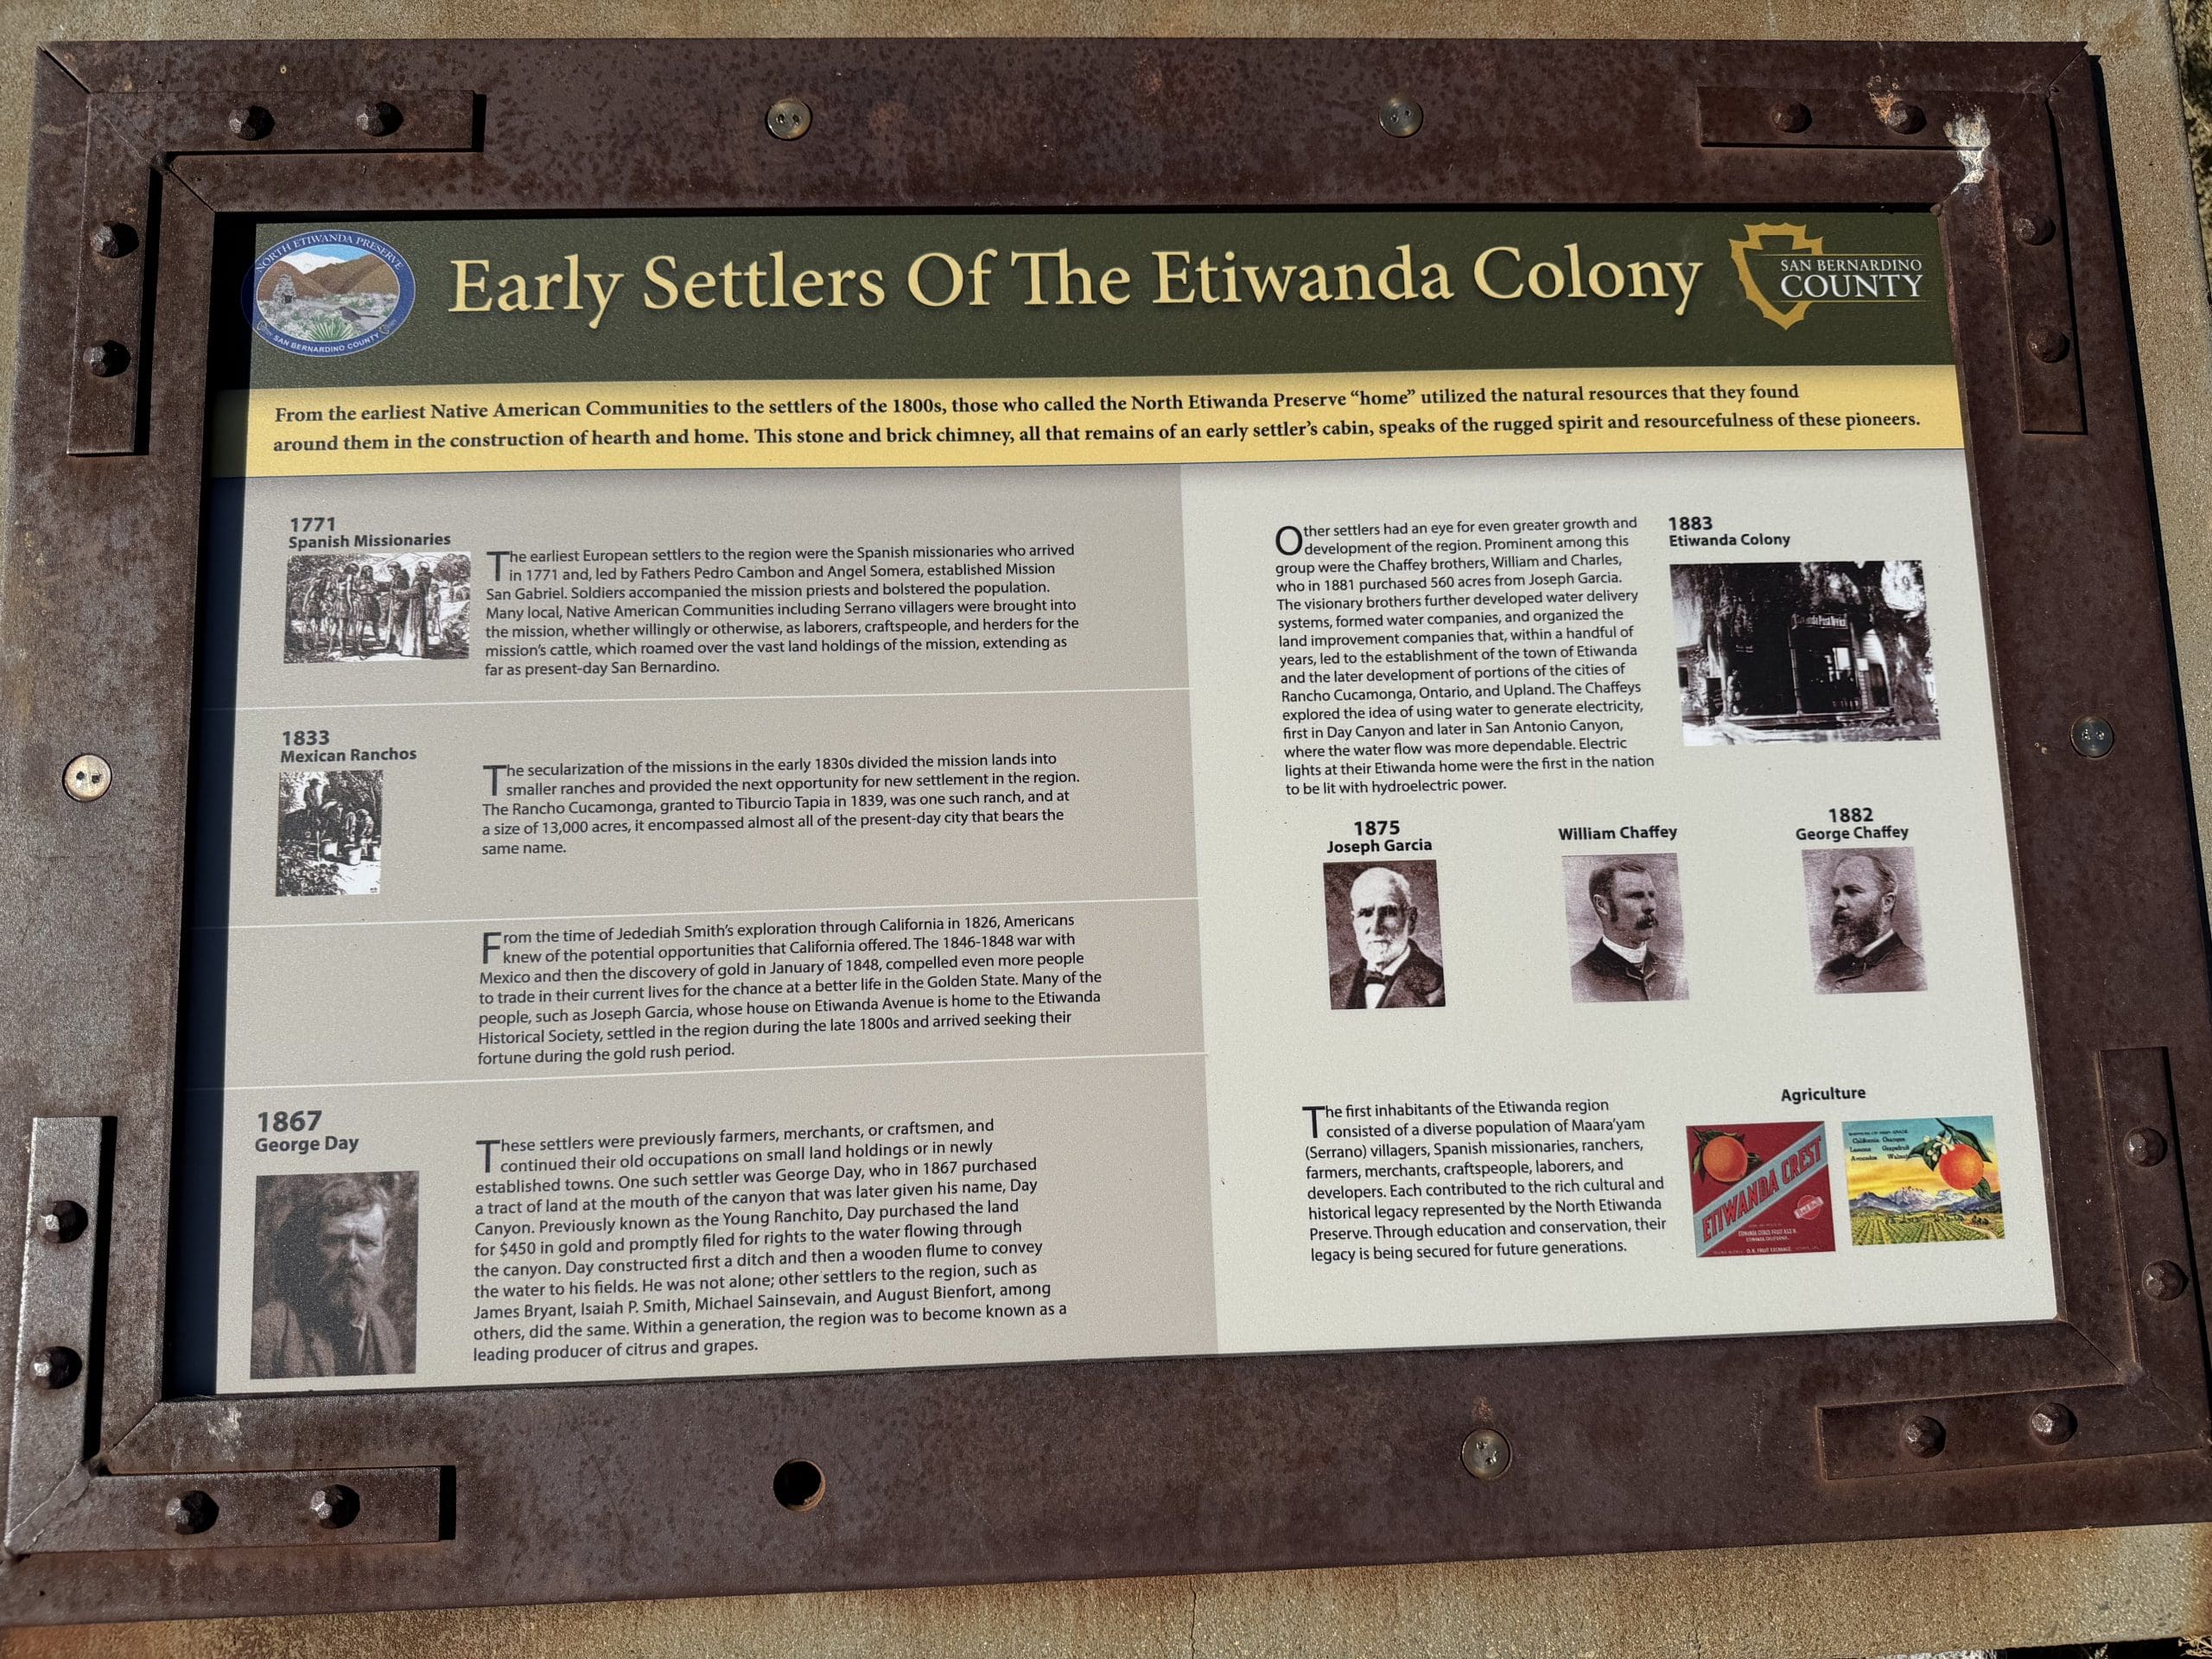 NORTH ETIWANDA PRESERVE
SAN BERNARDINO COUNTY
Early Settlers Of The Etiwanda Colony
SAN BERNARDINO
COUNTY
From the earliest Native American Communities to the settlers of the 1800s, those who called the North Etiwanda Preserve “home” utilized the natural resources that they found
around them in the construction of hearth and home. This stone and brick chimney, all that remains of an early settler’s cabin, speaks of the rugged spirit and resourcefulness of these pioneers.
1771
Spanish Missionaries
The earliest European settlers to the region were the Spanish missionaries who arrived
in 1771 and, led by Fathers Pedro Cambon and Angel Somera, established Mission
San Gabriel. Soldiers accompanied the mission priests and bolstered the population.
Many local, Native American Communities including Serrano villagers were brought into
the mission, whether willingly or otherwise, as laborers, craftspeople, and herders for the
mission’s cattle, which roamed over the vast land holdings of the mission, extending as
far as present-day San Bernardino.
1833
Mexican Ranchos
The secularization of the missions in the early 1830s divided the mission lands into
smaller ranches and provided the next opportunity for new settlement in the region.
The Rancho Cucamonga, granted to Tiburcio Tapia in 1839, was one such ranch, and at
a size of 13,000 acres, it encompassed almost all of the present-day city that bears the
same name.
From the time of Jedediah Smith’s exploration through California in 1826, Americans
knew of the potential opportunities that California offered. The 1846-1848 war with
Mexico and then the discovery of gold in January of 1848, compelled even more people
to trade in their current lives for the chance at a better life in the Golden State. Many of the
people, such as Joseph Garcia, whose house on Etiwanda Avenue is home to the Etiwanda
Historical Society, settled in the region during the late 1800s and arrived seeking their
fortune during the gold rush period.
1867
George Day
These settlers were previously farmers, merchants, or craftsmen, and
continued their old occupations on small land holdings or in newly
established towns. One such settler was George Day, who in 1867 purchased
a tract of land at the mouth of the canyon that was later given his name, Day
Canyon. Previously known as the Young Ranchito, Day purchased the land
for $450 in gold and promptly filed for rights to the water flowing through
the canyon. Day constructed first a ditch and then a wooden flume to convey
the water to his fields. He was not alone; other settlers to the region, such as
James Bryant, Isaiah P. Smith, Michael Sainsevain, and August Bienfort, among
others, did the same. Within a generation, the region was to become known as a
leading producer of citrus and grapes.
Other settlers had an eye for even greater growth and
development of the region. Prominent among this
group were the Chaffey brothers, William and Charles,
who in 1881 purchased 560 acres from Joseph Garcia.
The visionary brothers further developed water delivery
systems, formed water companies, and organized the
land improvement companies that, within a handful of
years, led to the establishment of the town of Etiwanda
and the later development of portions of the cities of
Rancho Cucamonga, Ontario, and Upland. The Chaffeys
explored the idea of using water to generate electricity,
first in Day Canyon and later in San Antonio Canyon,
where the water flow was more dependable. Electric
lights at their Etiwanda home were the first in the nation
to be lit with hydroelectric power.
1883
Etiwanda Colony
Etiwanda Post Office
1875
Joseph Garcia
William Chaffey
1882
George Chaffey
The first inhabitants of the Etiwanda region
consisted of a diverse population of Maara’yam
(Serrano) villagers, Spanish missionaries, ranchers,
farmers, merchants, craftspeople, laborers, and
developers. Each contributed to the rich cultural and
historical legacy represented by the North Etiwanda
Preserve. Through education and conservation, their
legacy is being secured for future generations.
Agriculture
ETIWANDA CREST
California Oranges
Lemons Grapefruit
Avocados Walnuts